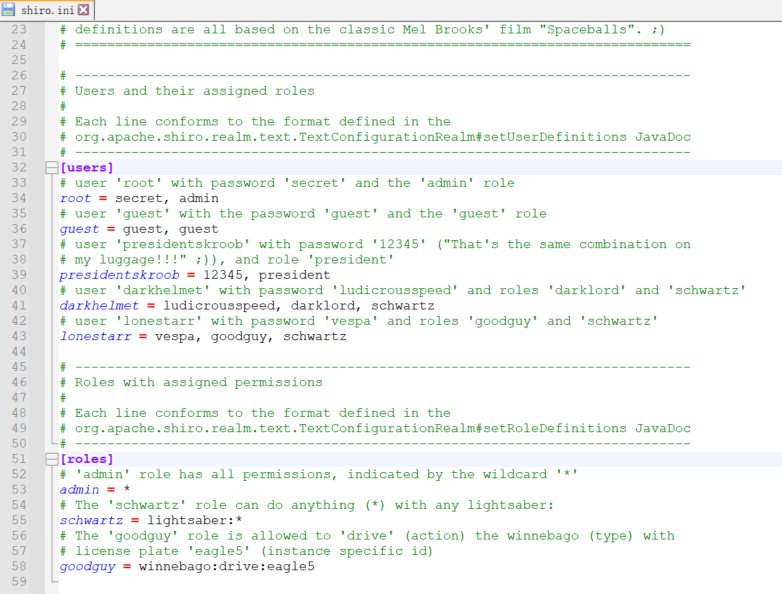 shiro.ini
23 # definitions are all based on the classic Mel Brooks' film "Spaceballs". ;)
24 # =============================================================================
25
26 # -----------------------------------------------------------------------------
27 # Users and their assigned roles
28 #
29 # Each line conforms to the format defined in the
30 # org.apache.shiro.realm.text.TextConfigurationRealm#setUserDefinitions JavaDoc
31 # -----------------------------------------------------------------------------
32 [users]
33 # user 'root' with password 'secret' and the 'admin' role
34 root = secret, admin
35 # user 'guest' with the password 'guest' and the 'guest' role
36 guest = guest, guest
37 # user 'presidentskroob' with password '12345' ("That's the same combination on
38 # my luggage!!!" ;)), and role 'president'
39 presidentskroob = 12345, president
40 # user 'darkhelmet' with password 'ludicrousspeed' and roles 'darklord' and 'schwartz'
41 darkhelmet = ludicrousspeed, darklord, schwartz
42 # user 'lonestarr' with password 'vespa' and roles 'goodguy' and 'schwartz'
43 lonestarr = vespa, goodguy, schwartz
44
45 # -----------------------------------------------------------------------------
46 # Roles with assigned permissions
47 #
48 # Each line conforms to the format defined in the
49 # org.apache.shiro.realm.text.TextConfigurationRealm#setRoleDefinitions JavaDoc
50 # -----------------------------------------------------------------------------
51 [roles]
52 # 'admin' role has all permissions, indicated by the wildcard '*'
53 admin = *
54 # The 'schwartz' role can do anything (*) with any lightsaber:
55 schwartz = lightsaber:*
56 # The 'goodguy' role is allowed to 'drive' (action) the winnebago (type) with
57 # license plate 'eagle5' (instance specific id)
58 goodguy = winnebago:drive:eagle5
59